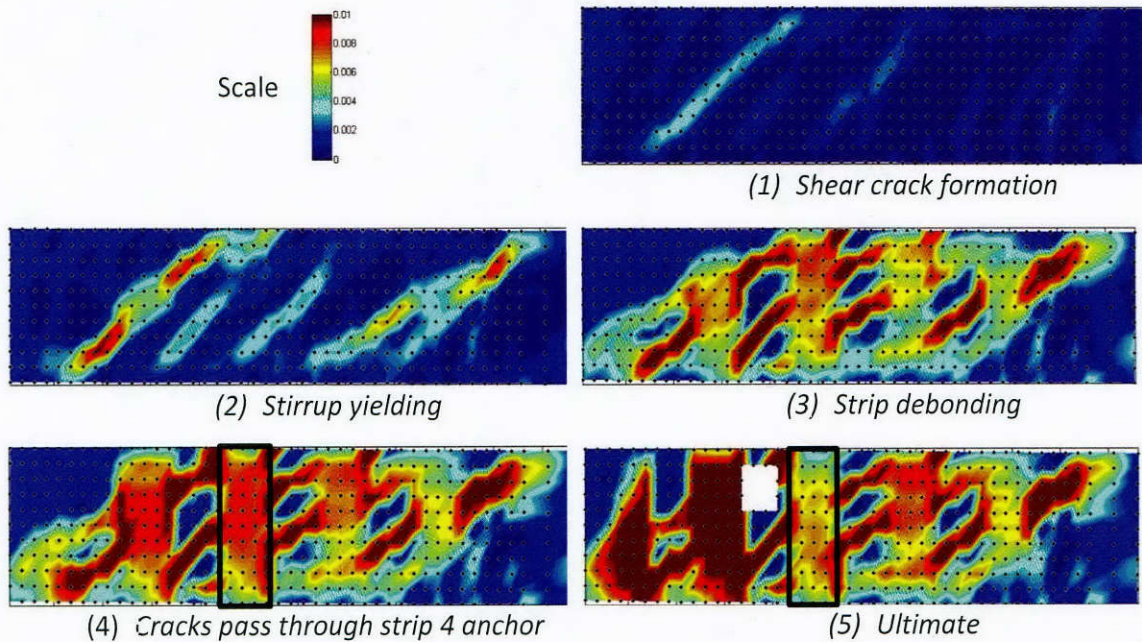 Scale
0.01
0.008
0.006
0.004
0.002
0
(1) Shear crack formation
(2) Stirrup yielding
(3) Strip debonding
(4) Cracks pass through strip 4 anchor
(5) Ultimate